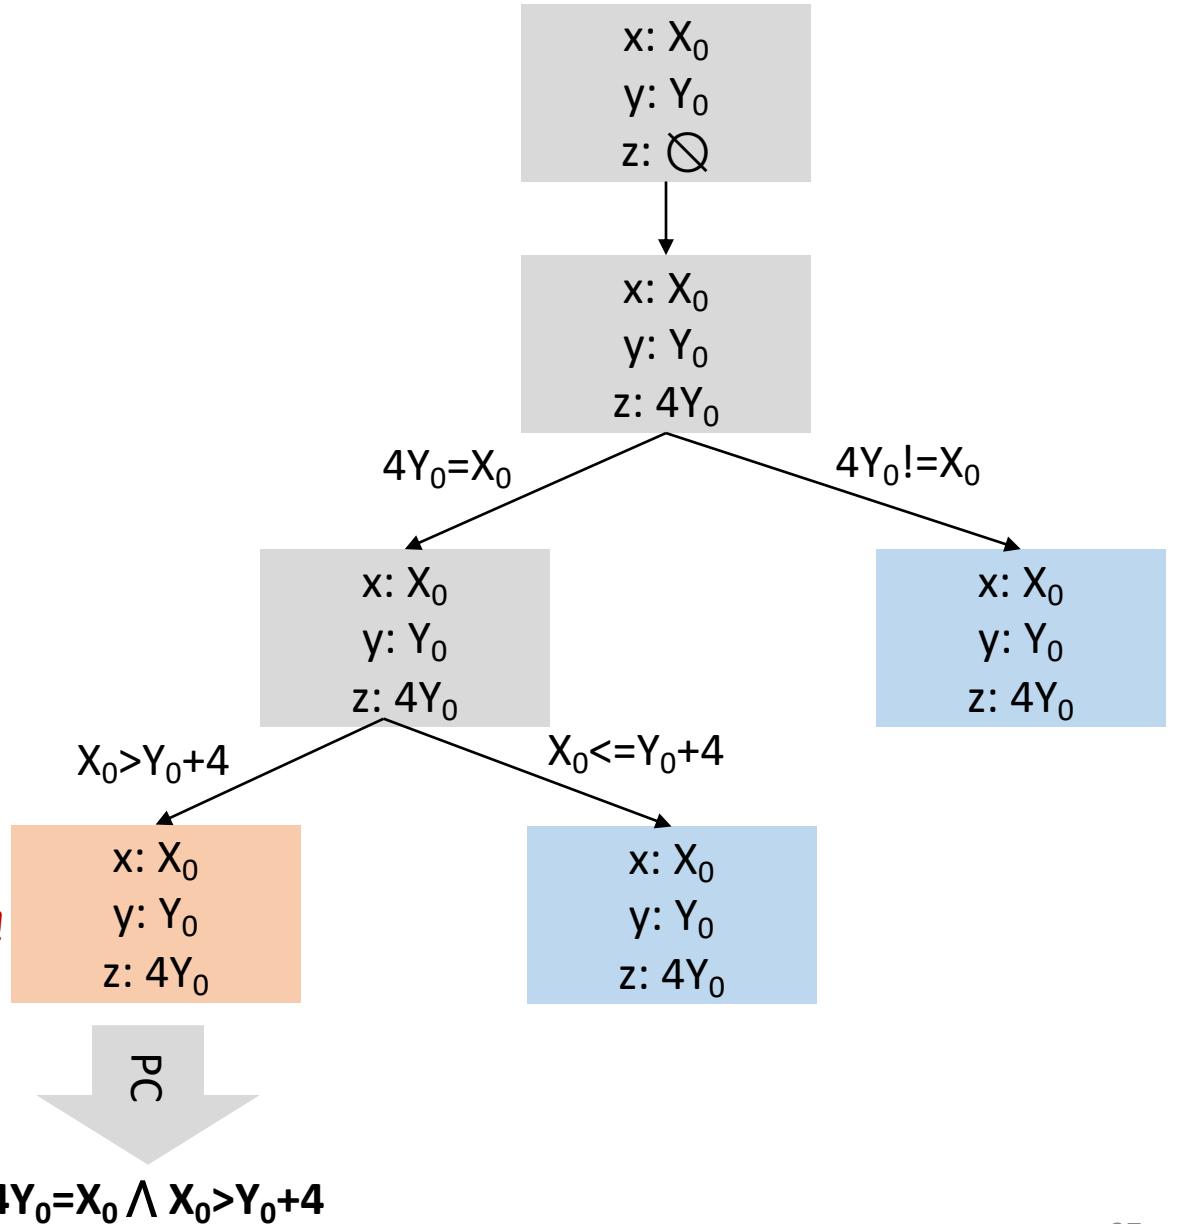 x: X₀
y: Y₀
z: ∅
x: X₀
y: Y₀
z: 4Y₀
4Y₀=X₀
4Y₀!=X₀
x: X₀
y: Y₀
z: 4Y₀
x: X₀
y: Y₀
z: 4Y₀
X₀>Y₀+4
X₀<=Y₀+4
x: X₀
y: Y₀
z: 4Y₀
x: X₀
y: Y₀
z: 4Y₀
!
PC
4Y₀=X₀ ⋀ X₀>Y₀+4